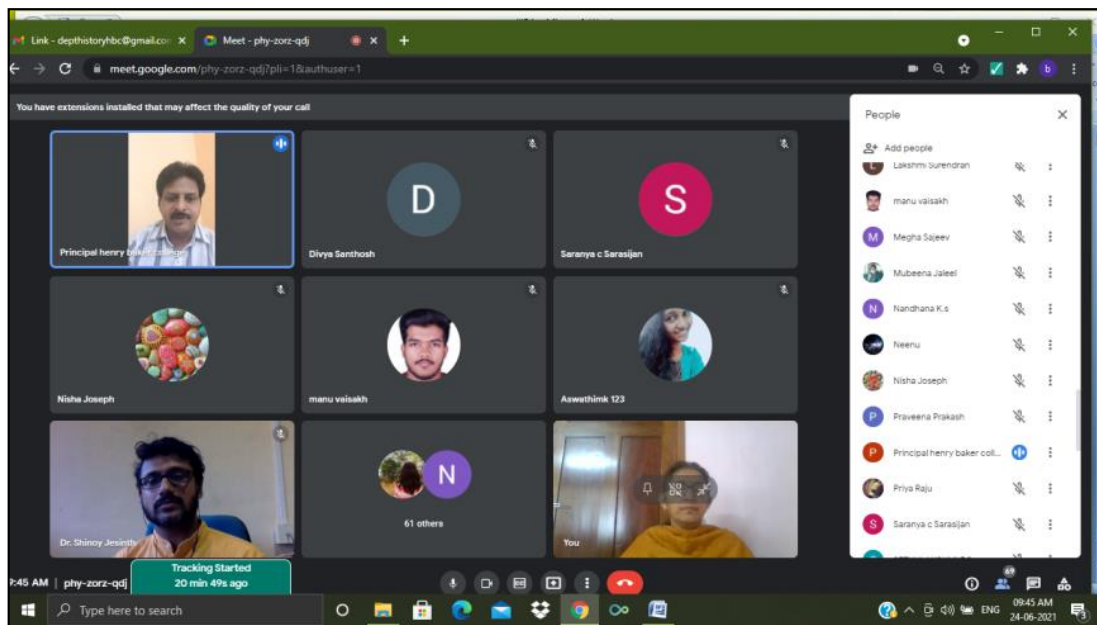 Link - depthistoryhbc@gmail.co
Meet - phy-zorz-qdj
meet.google.com/phy-zorz-qdj?pli=1&authuser=1
b
You have extensions installed that may affect the quality of your call
Principal henry baker college
D
Divya Santhosh
S
Saranya c Sarasijan
Nisha Joseph
manu vaisakh
Aswathimk 123
Dr. Shinoy Jesinth
N
61 others
You
People
Add people
Lakshmi Surendran
manu vaisakh
M
Megha Sajeev
Mubeena Jaleel
N
Nandhana K.s
Neenu
Nisha Joseph
P
Praveena Prakash
P
Principal henry baker coll...
Priya Raju
S
Saranya c Sarasijan
9:45 AM | phy-zorz-qdj
Tracking Started
20 min 49s ago
69
Type here to search
ENG
09:45 AM
24-06-2021
3